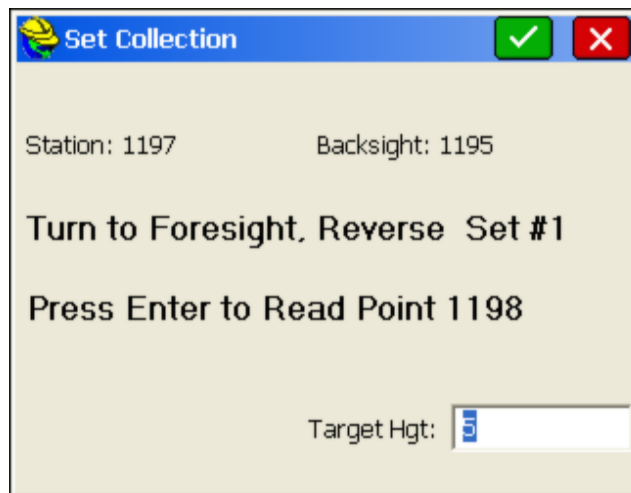 Set Collection
Station: 1197 Backsight: 1195
Turn to Foresight, Reverse Set #1
Press Enter to Read Point 1198
Target Hgt: 5